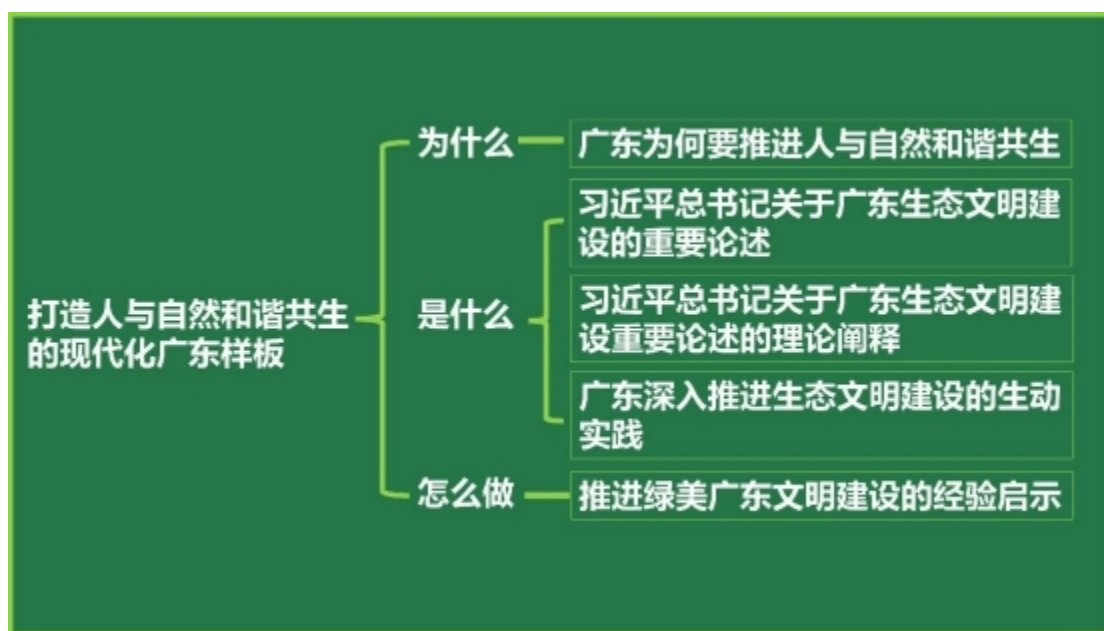 打造人与自然和谐共生
的现代化广东样板
为什么
广东为何要推进人与自然和谐共生
是什么
习近平总书记关于广东生态文明建
设的重要论述
习近平总书记关于广东生态文明建
设重要论述的理论阐释
广东深入推进生态文明建设的生动
实践
怎么做
推进绿美广东文明建设的经验启示